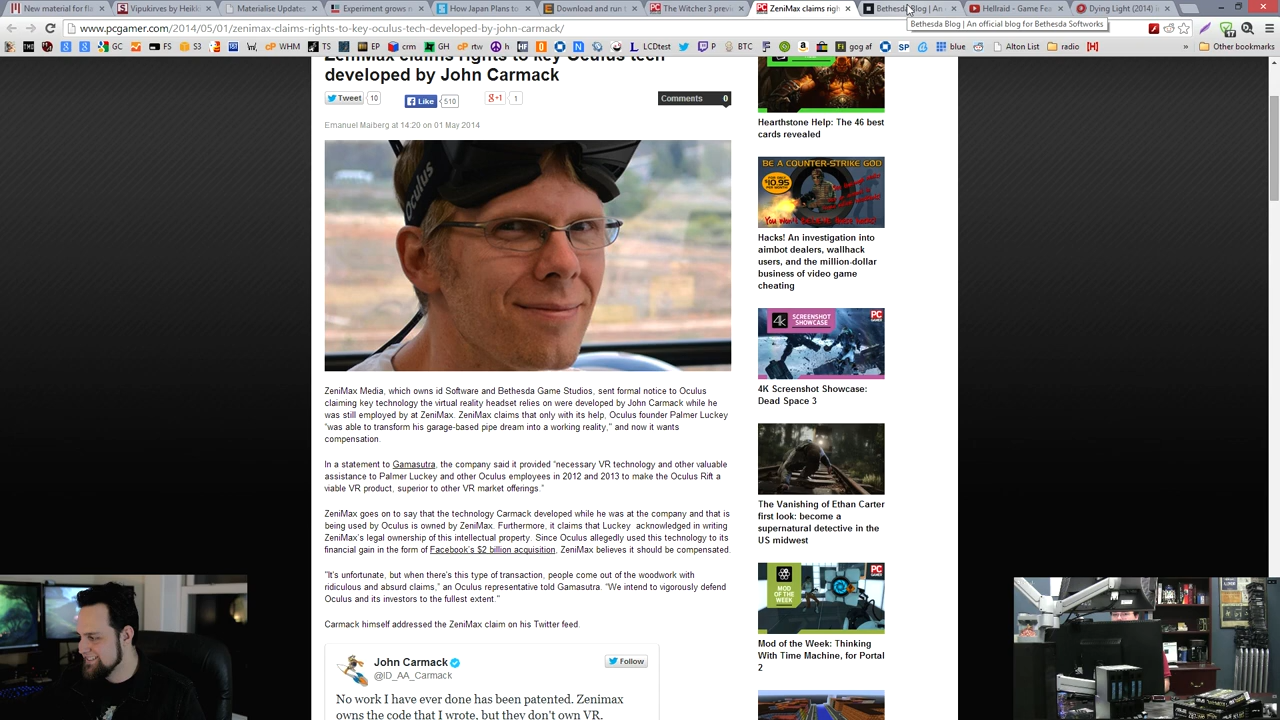 New material for fla
Vipukirves by Heikk
Materialise Updates
Experiment grows n
How Japan Plans to
Download and run t
The Witcher 3 previ
ZeniMax claims righ
Bethesda Blog | An o
Hellraid - Game Fea
Dying Light (2014) i
www.pcgamer.com/2014/05/01/zenimax-claims-rights-to-key-oculus-tech-developed-by-john-carmack/
Bethesda Blog | An official blog for Bethesda Softworks
GC
WHM
TS
CM
crk
GH
rtw
h
LCDtest
P
BTC
gog af
SP
blue
Alton List
radio
Other bookmarks
ZeniMax claims rights to key Oculus tech
developed by John Carmack
Tweet 10
Like 510
+1 1
Comments 0
Emanuel Maiberg at 14:20 on 01 May 2014
OCULUS
ZeniMax Media, which owns id Software and Bethesda Game Studios, sent formal notice to Oculus
claiming key technology the virtual reality headset relies on were developed by John Carmack while he
was still employed by at ZeniMax. ZeniMax claims that only with its help, Oculus founder Palmer Luckey
“was able to transform his garage-based pipe dream into a working reality,” and now it wants
compensation.
In a statement to Gamasutra, the company said it provided “necessary VR technology and other valuable
assistance to Palmer Luckey and other Oculus employees in 2012 and 2013 to make the Oculus Rift a
viable VR product, superior to other VR market offerings.”
ZeniMax goes on to say that the technology Carmack developed while he was at the company and that is
being used by Oculus is owned by ZeniMax. Furthermore, it claims that Luckey acknowledged in writing
ZeniMax’s legal ownership of this intellectual property. Since Oculus allegedly used this technology to its
financial gain in the form of Facebook’s $2 billion acquisition, ZeniMax believes it should be compensated.
“It’s unfortunate, but when there’s this type of transaction, people come out of the woodwork with
ridiculous and absurd claims,” an Oculus representative told Gamasutra. “We intend to vigorously defend
Oculus and its investors to the fullest extent.”
Carmack himself addressed the ZeniMax claim on his Twitter feed.
John Carmack
@ID_AA_Carmack
Follow
No work I have ever done has been patented. Zenimax
owns the code that I wrote, but they don't own VR.
Hearthstone Help: The 46 best
cards revealed
BE A COUNTER-STRIKE GOD
$10.95
Hacks! An investigation into
aimbot dealers, wallhack
users, and the million-dollar
business of video game
cheating
4K SCREENSHOT
SHOWCASE
PC
GAMER
4K Screenshot Showcase:
Dead Space 3
The Vanishing of Ethan Carter
first look: become a
supernatural detective in the
US midwest
MOD
OF THE
WEEK
PC
GAMER
Mod of the Week: Thinking
With Time Machine, for Portal
2